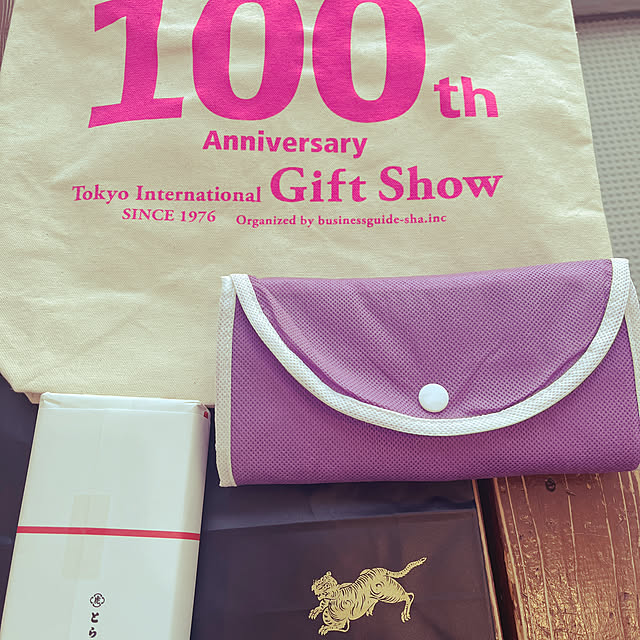 100th
Anniversary
Tokyo International Gift Show
SINCE 1976 Organized by businessguide-sha.inc
とら